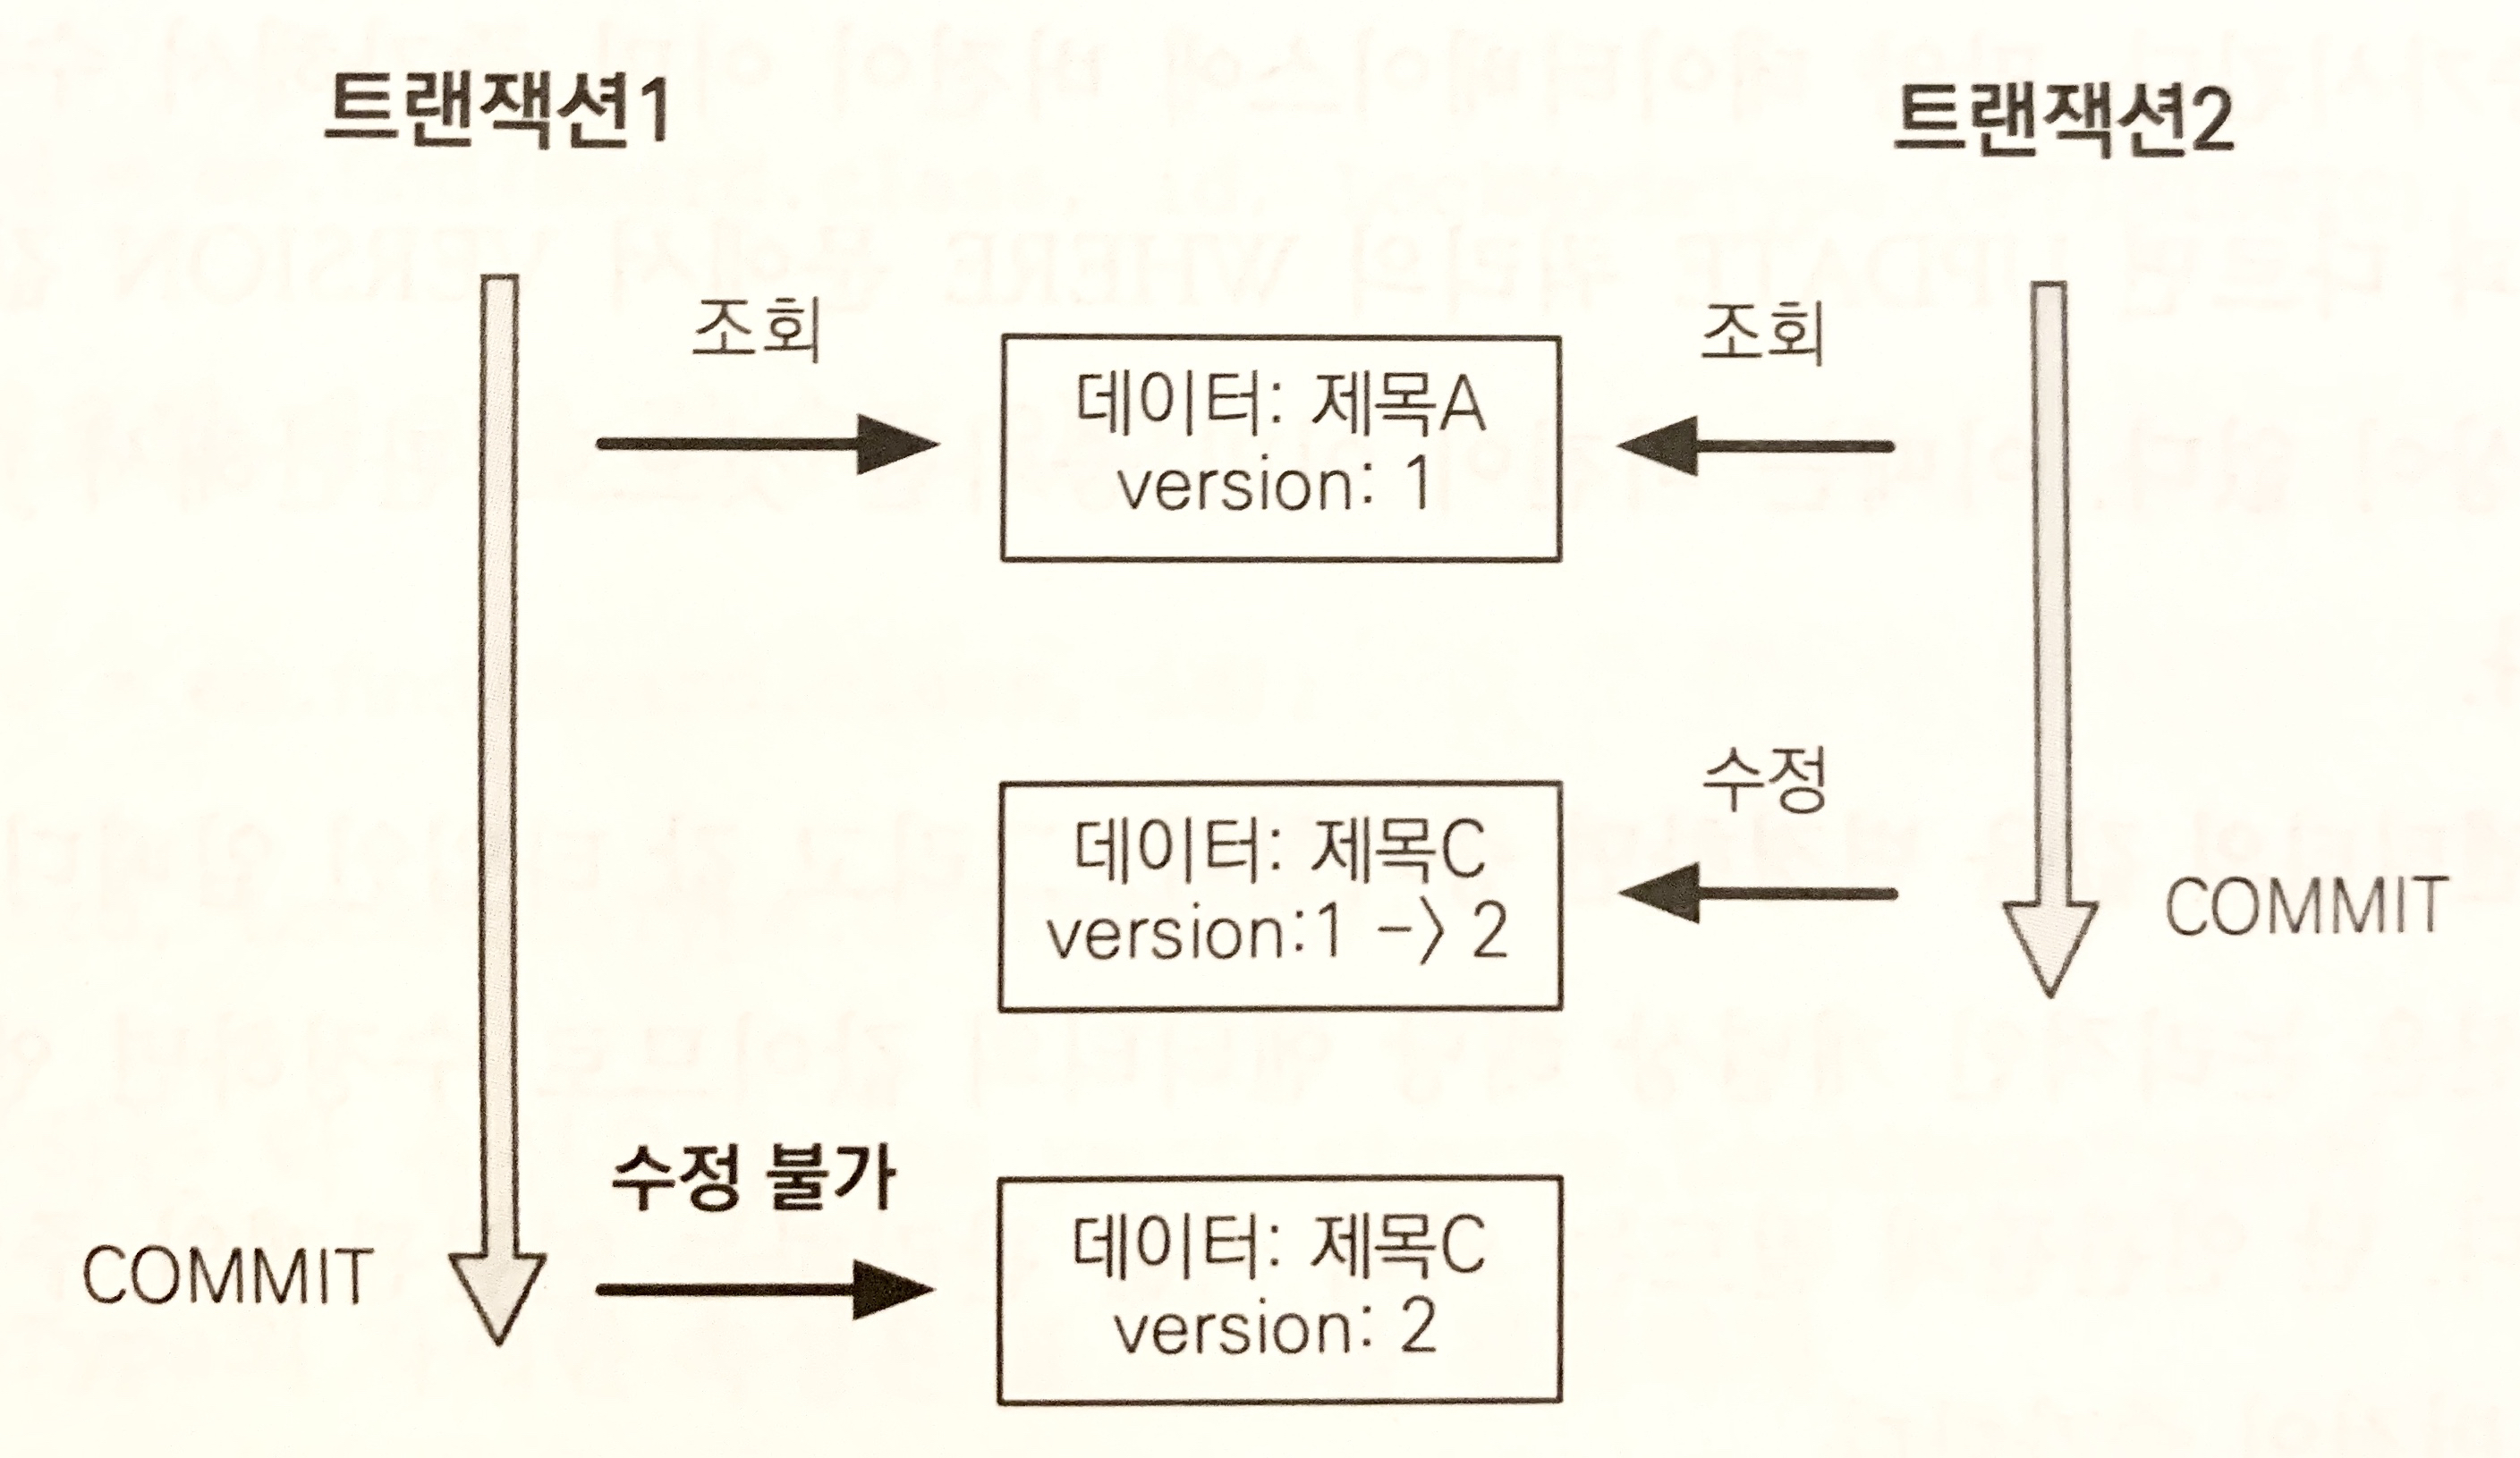 트랜잭션1
트랜잭션2
조회
조회
데이터: 제목A
version: 1
수정
데이터: 제목C
version:1 -> 2
COMMIT
수정 불가
COMMIT
데이터: 제목C
version: 2